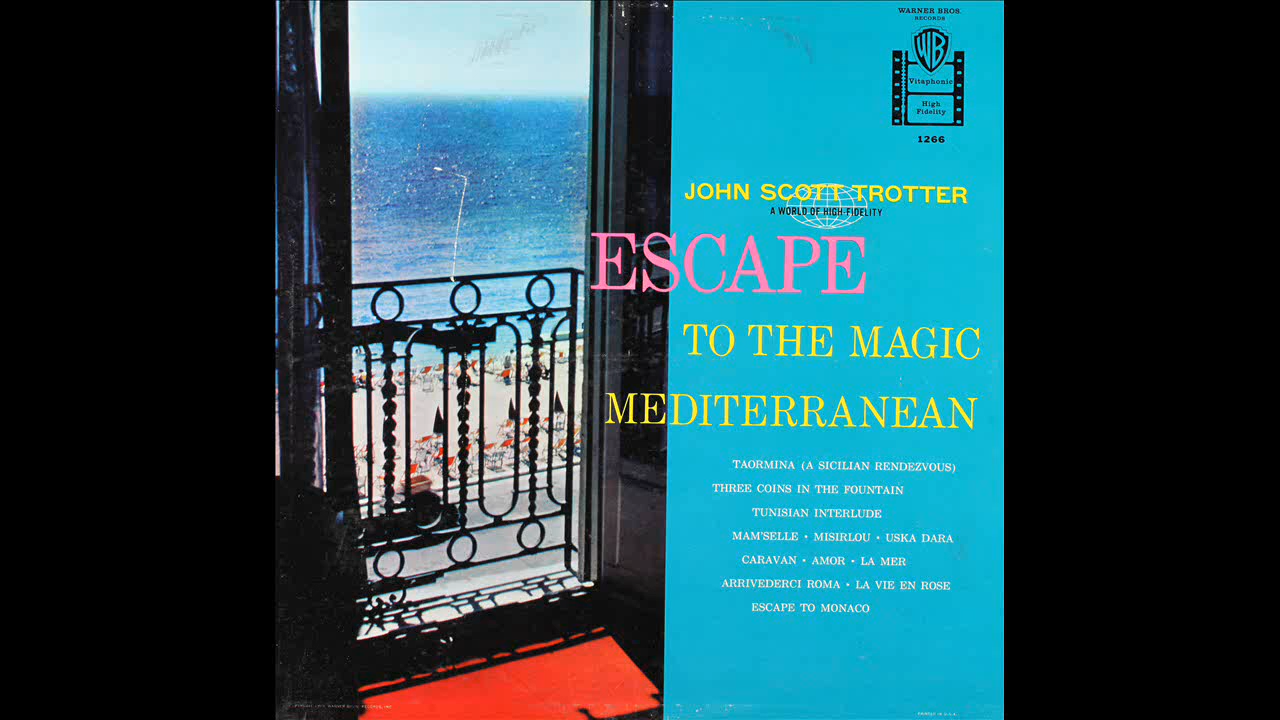 WARNER BROS.
RECORDS
WB
Vitaphonic
High
Fidelity
1266
JOHN SCOTT TROTTER
A WORLD OF HIGH-FIDELITY
ESCAPE
TO THE MAGIC
MEDITERRANEAN
TAORMINA (A SICILIAN RENDEZVOUS)
THREE COINS IN THE FOUNTAIN
TUNISIAN INTERLUDE
MAM'SELLE • MISIRLOU • USKA DARA
CARAVAN • AMOR • LA MER
ARRIVEDERCI ROMA • LA VIE EN ROSE
ESCAPE TO MONACO
PRINTED IN U.S.A.